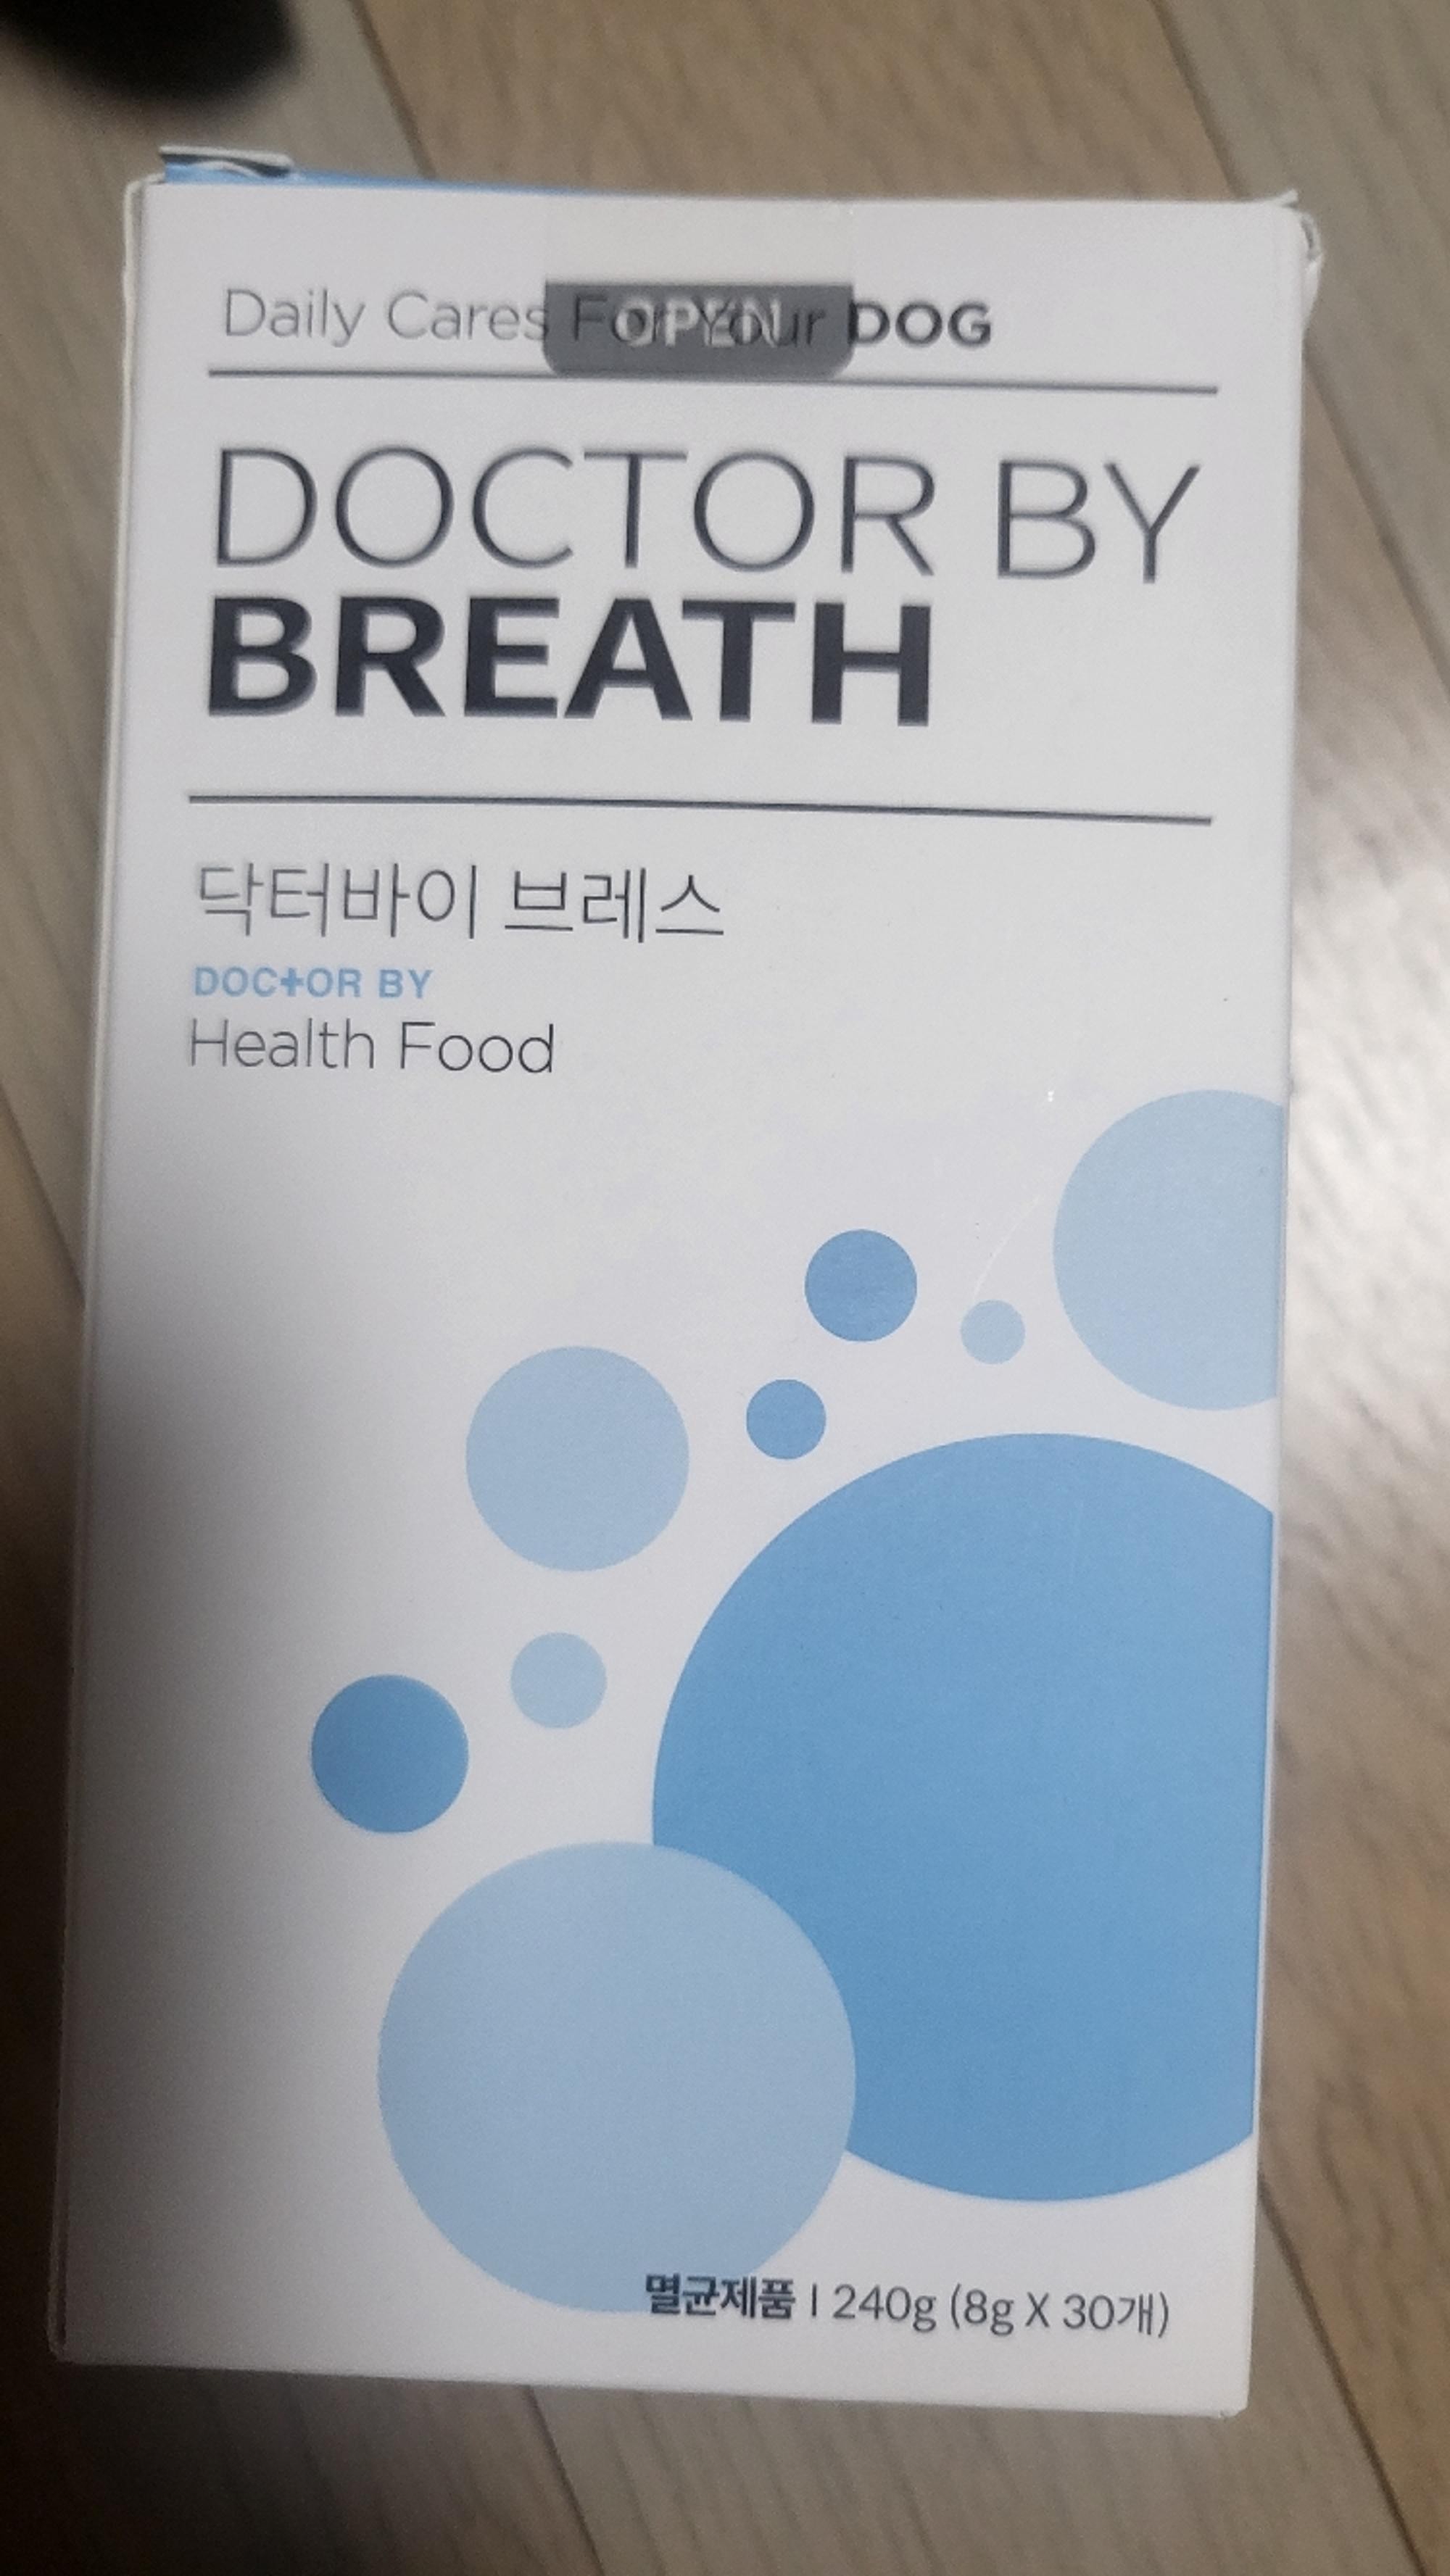 Daily Cares For Your DOG
OPEN
DOCTOR BY
BREATH
닥터바이 브레스
DOCTOR BY
Health Food
멸균제품 | 240g (8g X 30개)